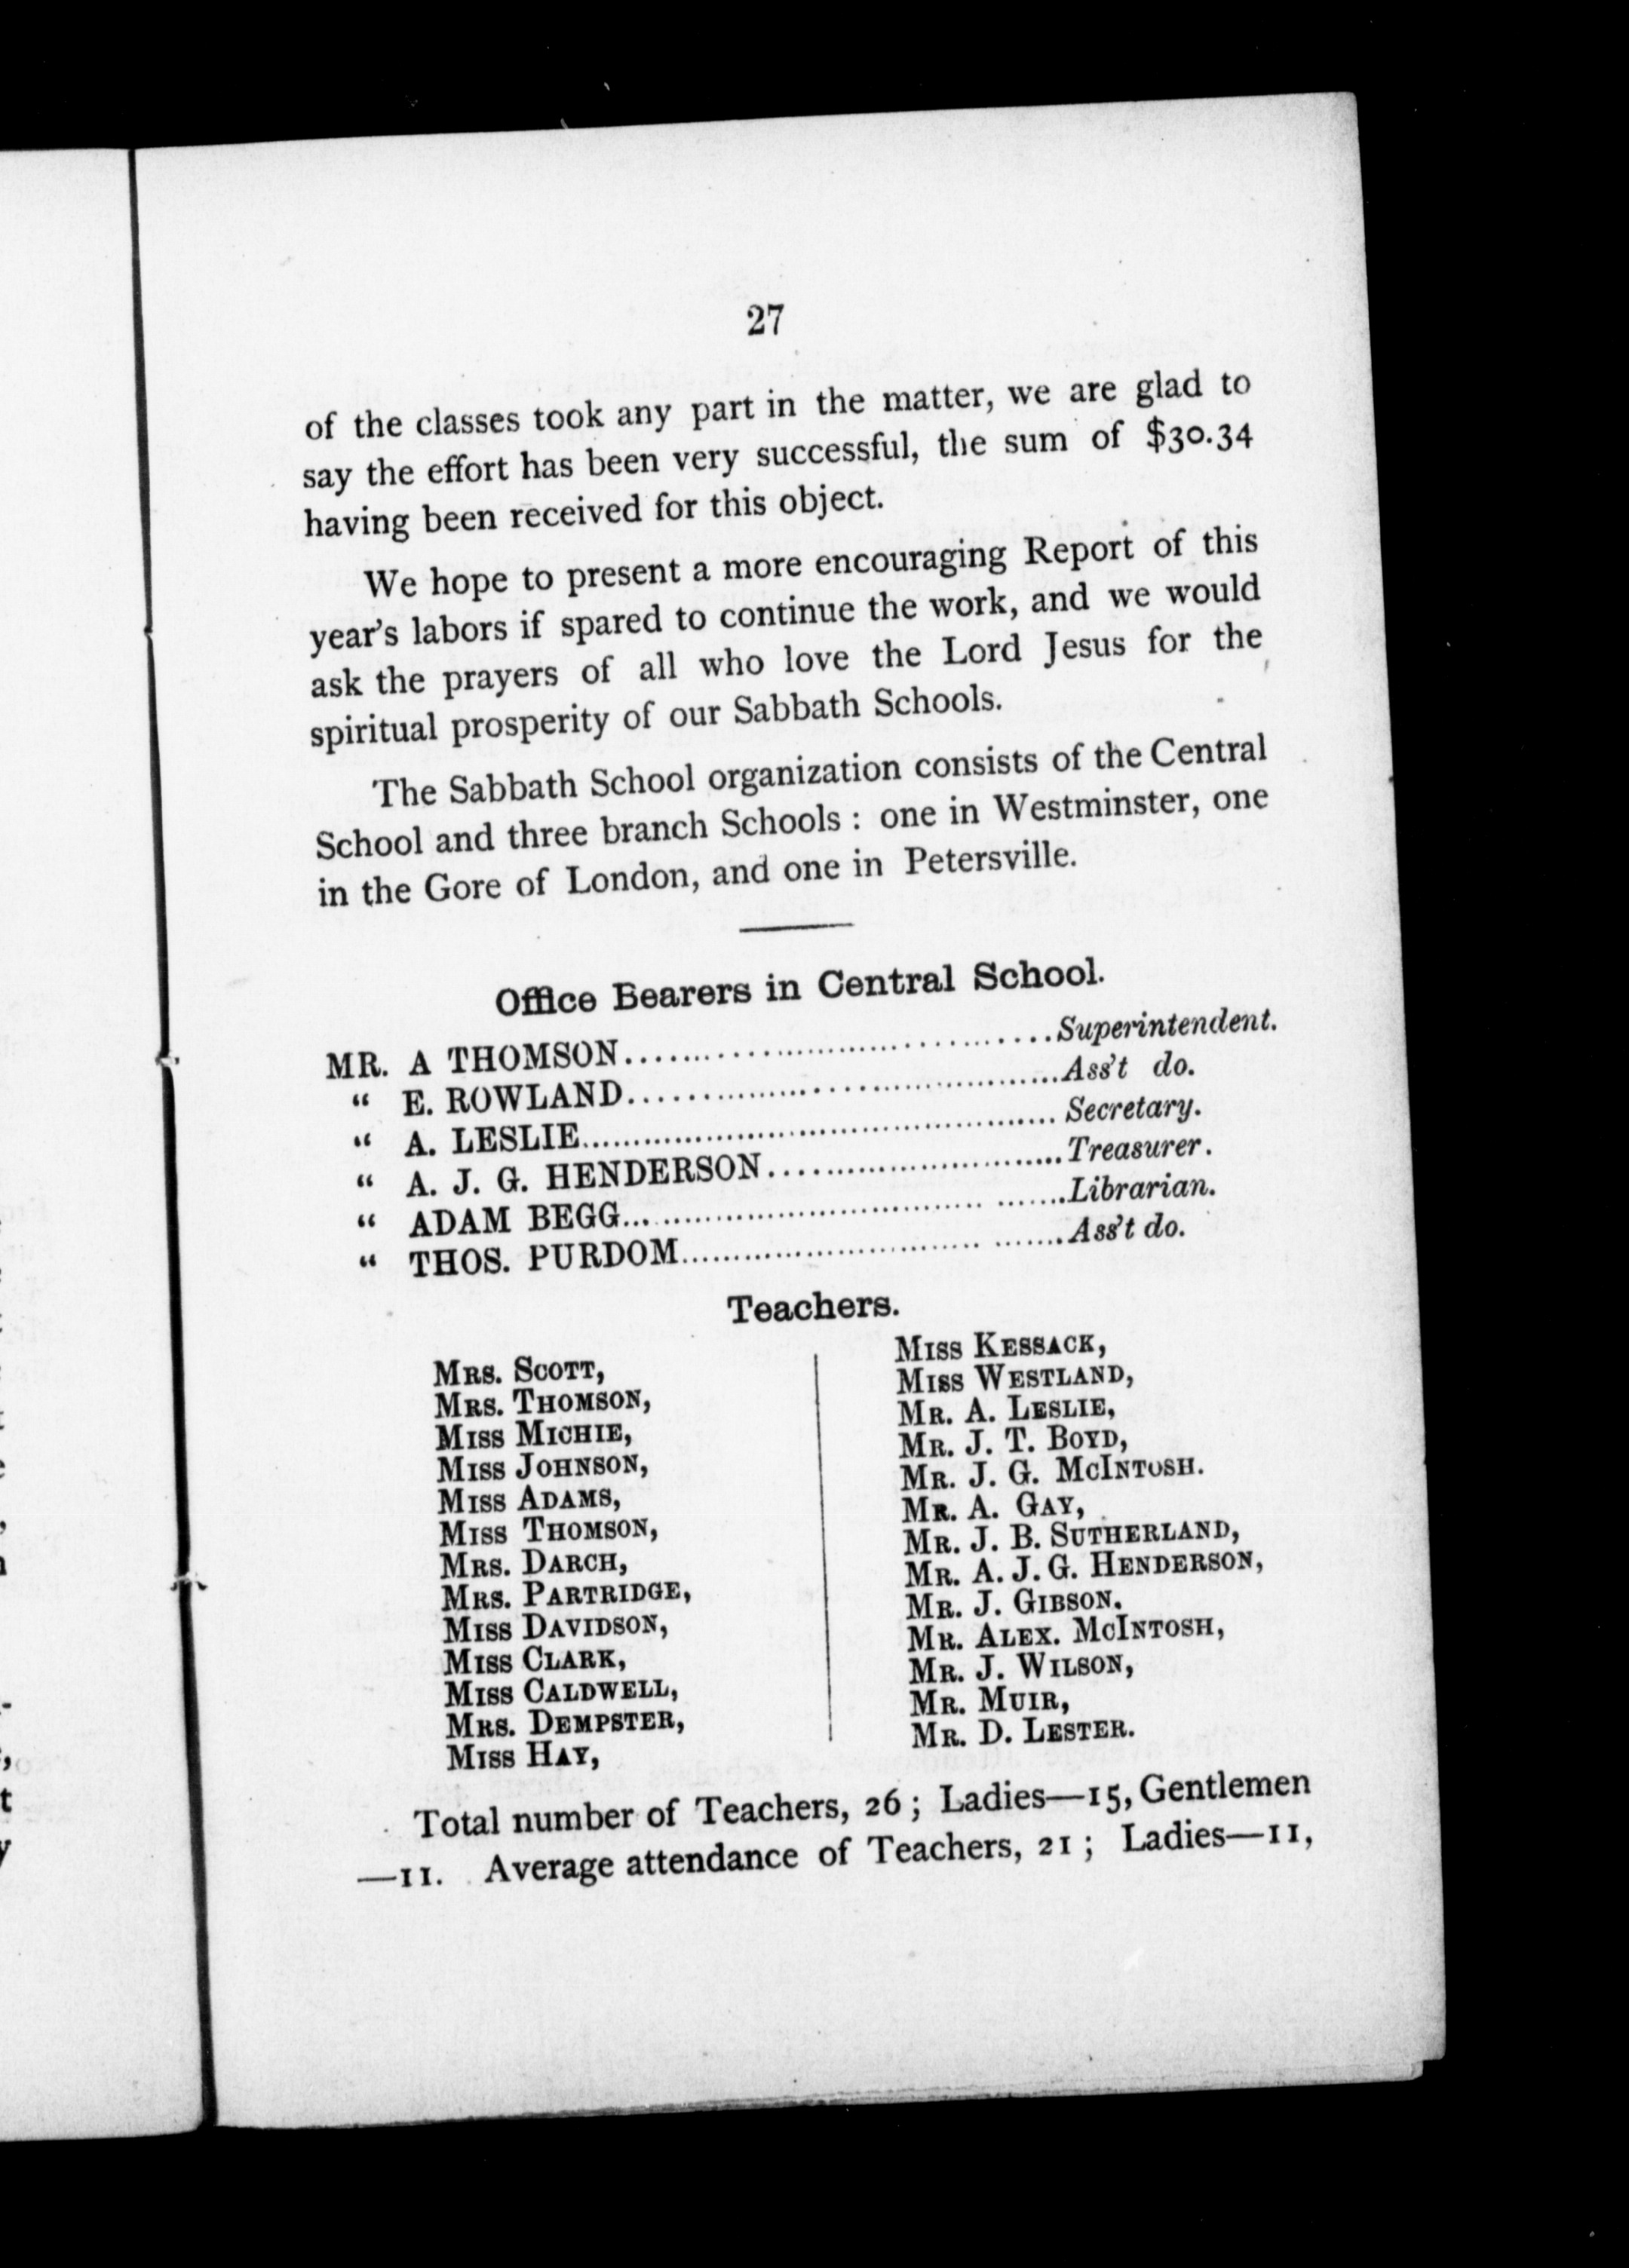 27
of the classes took any part in the matter, we are glad to
say the effort has been very successful, the sum of $30.34
having been received for this object.
We hope to present a more encouraging Report of this
year's labors if spared to continue the work, and we would
ask the prayers of all who love the Lord Jesus for the
spiritual prosperity of our Sabbath Schools.
The Sabbath School organization consists of the Central
School and three branch Schools : one in Westminster, one
in the Gore of London, and one in Petersville.
Office Bearers in Central School.
MR. A THOMSON........................................Superintendent.
“ E. ROWLAND........................................Ass't do.
“ A. LESLIE........................................ Secretary.
“ A. J. G. HENDERSON..............................Treasurer.
“ ADAM BEGG........................................Librarian.
“ THOS. PURDOM....................................Ass't do.
Teachers.
MRS. SCOTT,
MRS. THOMSON,
MISS MICHIE,
MISS JOHNSON,
MISS ADAMS,
MISS THOMSON,
MRS. DARCH,
MRS. PARTRIDGE,
MISS DAVIDSON,
MISS CLARK,
MISS CALDWELL,
MRS. DEMPSTER,
MISS HAY,
MISS KESSACK,
MISS WESTLAND,
MR. A. LESLIE,
MR. J. T. BOYD,
MR. J. G. MCINTOSH.
MR. A. GAY,
MR. J. B. SUTHERLAND,
MR. A. J. G. HENDERSON,
MR. J. GIBSON,
MR. ALEX. MCINTOSH,
MR. J. WILSON,
MR. MUIR,
MR. D. LESTER.
Total number of Teachers, 26 ; Ladies—15, Gentlemen
—11. Average attendance of Teachers, 21 ; Ladies—11,